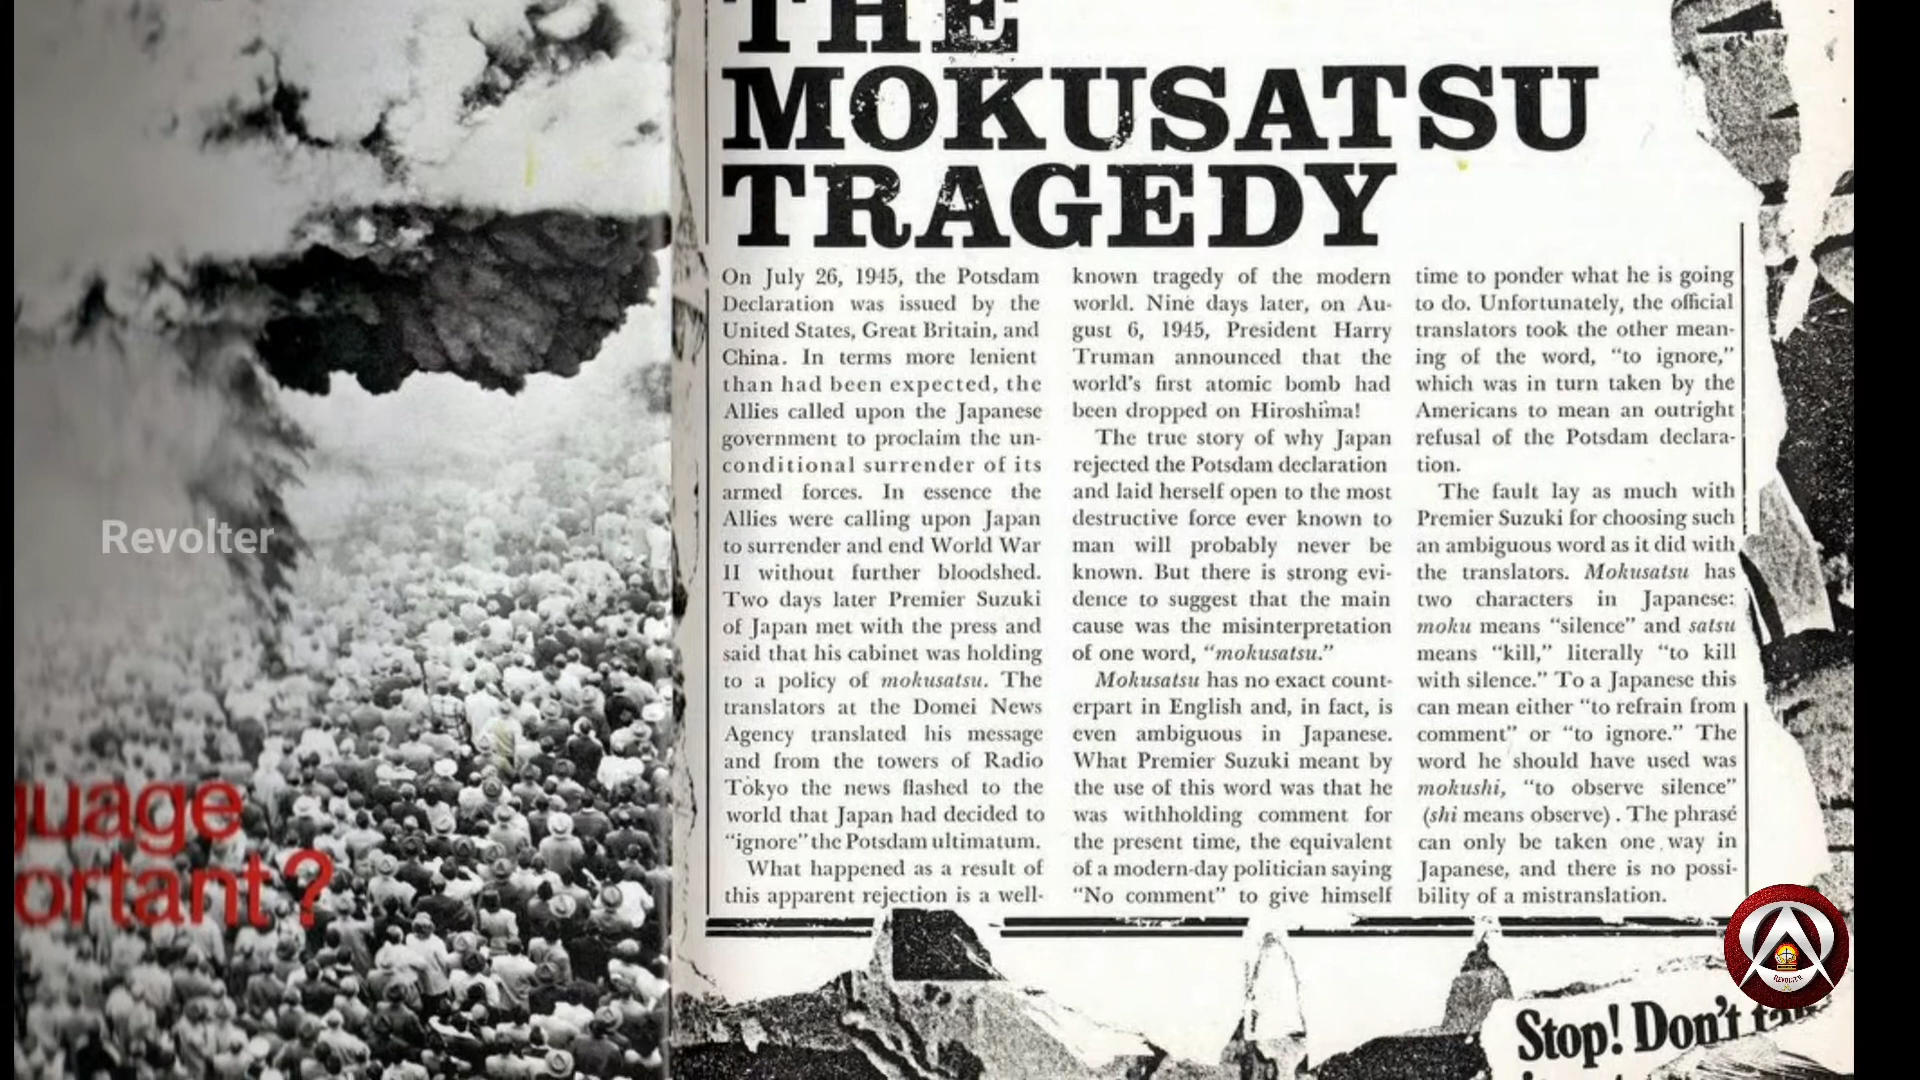 THE
MOKUSATSU
TRAGEDY
On July 26, 1945, the Potsdam
Declaration was issued by the
United States, Great Britain, and
China. In terms more lenient
than had been expected, the
Allies called upon the Japanese
government to proclaim the un-
conditional surrender of its
armed forces. In essence the
Allies were calling upon Japan
to surrender and end World War
II without further bloodshed.
Two days later Premier Suzuki
of Japan met with the press and
said that his cabinet was holding
to a policy of mokusatsu. The
translators at the Domei News
Agency translated his message
and from the towers of Radio
Tokyo the news flashed to the
world that Japan had decided to
“ignore” the Potsdam ultimatum.
What happened as a result of
this apparent rejection is a well-
known tragedy of the modern
world. Nine days later, on Au-
gust 6, 1945, President Harry
Truman announced that the
world's first atomic bomb had
been dropped on Hiroshima!
The true story of why Japan
rejected the Potsdam declaration
and laid herself open to the most
destructive force ever known to
man will probably never be
known. But there is strong evi-
dence to suggest that the main
cause was the misinterpretation
of one word, “mokusatsu.”
Mokusatsu has no exact count-
erpart in English and, in fact, is
even ambiguous in Japanese.
What Premier Suzuki meant by
the use of this word was that he
was withholding comment for
the present time, the equivalent
of a modern-day politician saying
“No comment” to give himself
time to ponder what he is going
to do. Unfortunately, the official
translators took the other mean-
ing of the word, “to ignore,”
which was in turn taken by the
Americans to mean an outright
refusal of the Potsdam declara-
tion.
The fault lay as much with
Premier Suzuki for choosing such
an ambiguous word as it did with
the translators. Mokusatsu has
two characters in Japanese:
moku means “silence” and satsu
means “kill,” literally “to kill
with silence.” To a Japanese this
can mean either “to refrain from
comment” or “to ignore.” The
word he should have used was
mokushi, “to observe silence”
(shi means observe). The phrase
can only be taken one way in
Japanese, and there is no possi-
bility of a mistranslation.
Revolter
guage
ortant?
REVOLTER
Stop! Don't